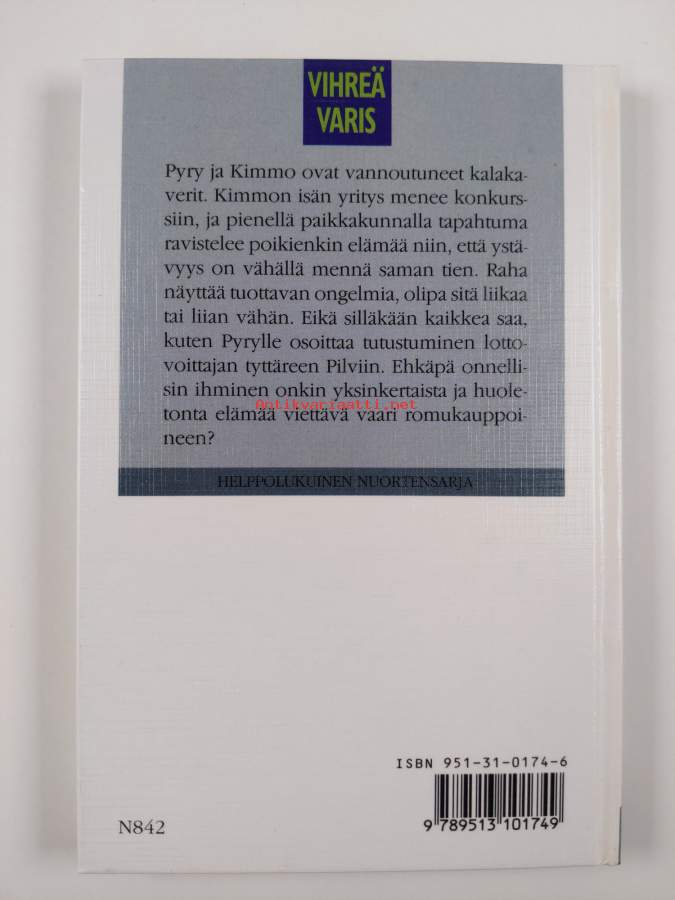 VIHREÄ
VARIS
Pyry ja Kimmo ovat vannoutuneet kalaka-
verit. Kimmon isän yritys menee konkurs-
siin, ja pienellä paikkakunnalla tapahtuma
ravistelee poikienkin elämää niin, että ystä-
vyys on vähällä mennä saman tien. Raha
näyttää tuottavan ongelmia, olipa sitä liikaa
tai liian vähän. Eikä silläkään kaikkea saa,
kuten Pyrylle osoittaa tutustuminen lotto-
voittajan tyttäreen Pilviin. Ehkäpä onnelli-
sin ihminen onkin yksinkertaista ja huole-
Antikvariaatti.net
tonta elämää viettävä vaari romukauppoi-
neen?
HELPPOLUKUINEN NUORTENSARJA
ISBN 951-31-0174-6
9 789513 101749
N842